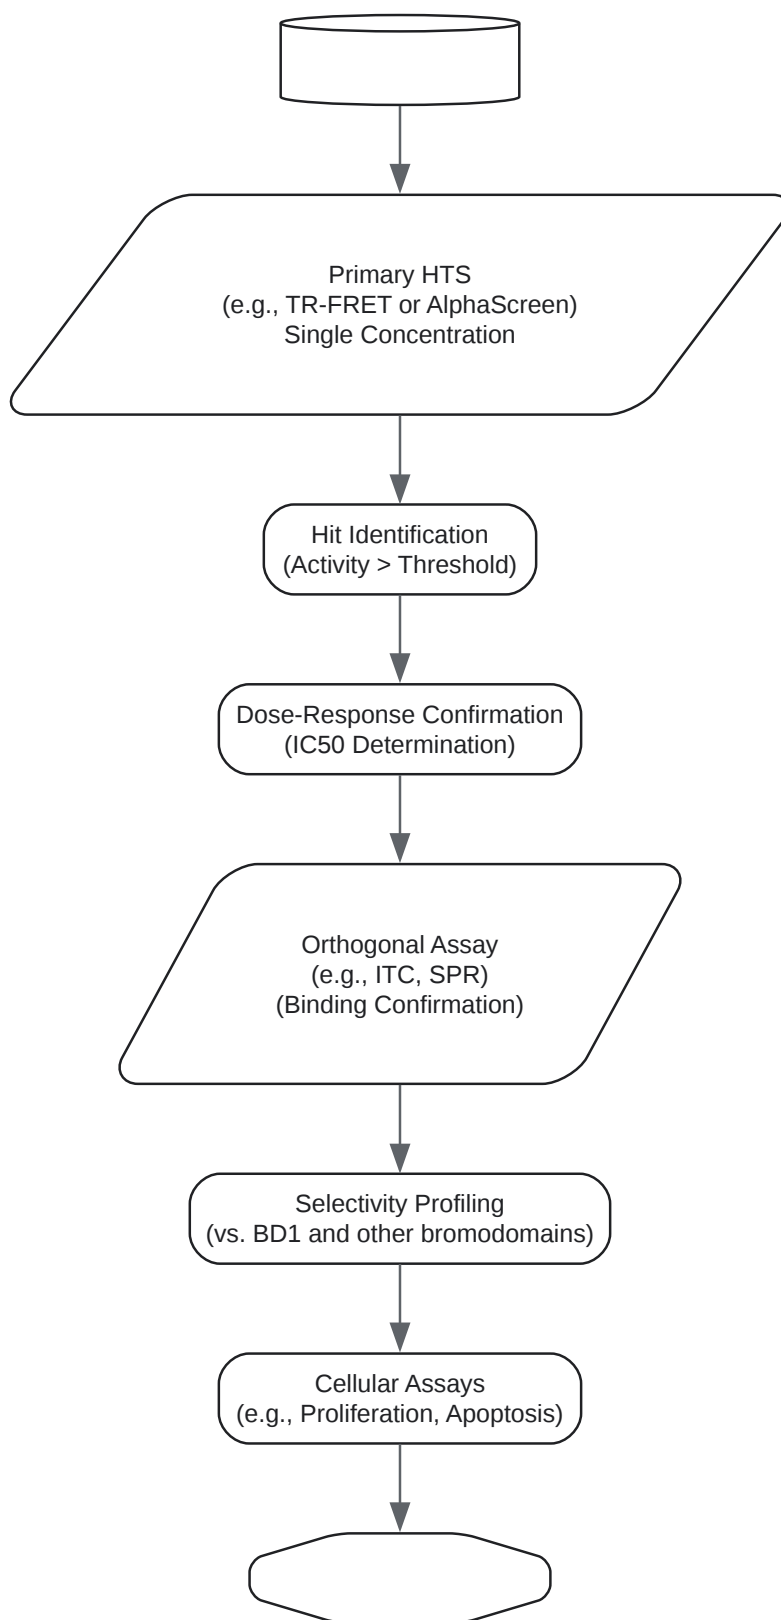 Primary HTS
(e.g., TR-FRET or AlphaScreen)
Single Concentration
Hit Identification
(Activity > Threshold)
Dose-Response Confirmation
(IC50 Determination)
Orthogonal Assay
(e.g., ITC, SPR)
(Binding Confirmation)
Selectivity Profiling
(vs. BD1 and other bromodomains)
Cellular Assays
(e.g., Proliferation, Apoptosis)